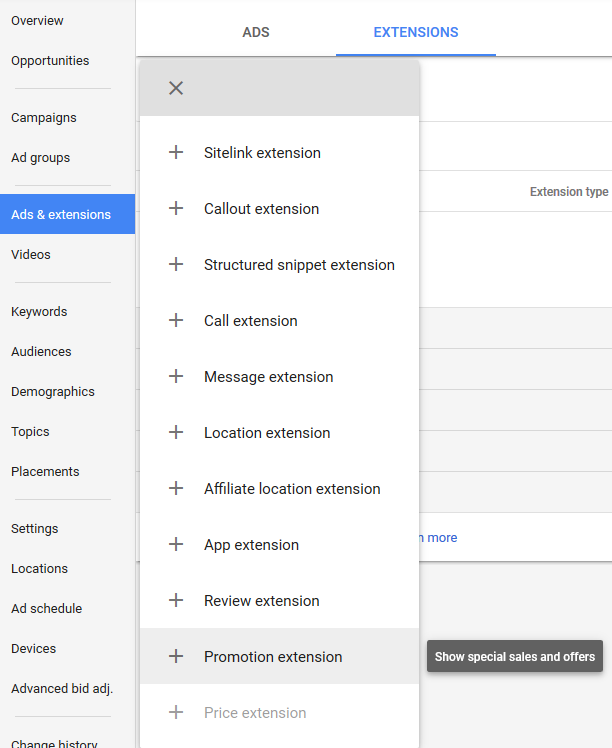 Overview
Opportunities
Campaigns
Ad groups
Ads & extensions
Videos
Keywords
Audiences
Demographics
Topics
Placements
Settings
Locations
Ad schedule
Devices
Advanced bid adj.
Change history
ADS
EXTENSIONS
Extension type
Sitelink extension
Callout extension
Structured snippet extension
Call extension
Message extension
Location extension
Affiliate location extension
App extension
Review extension
Promotion extension
Price extension
more
Show special sales and offers